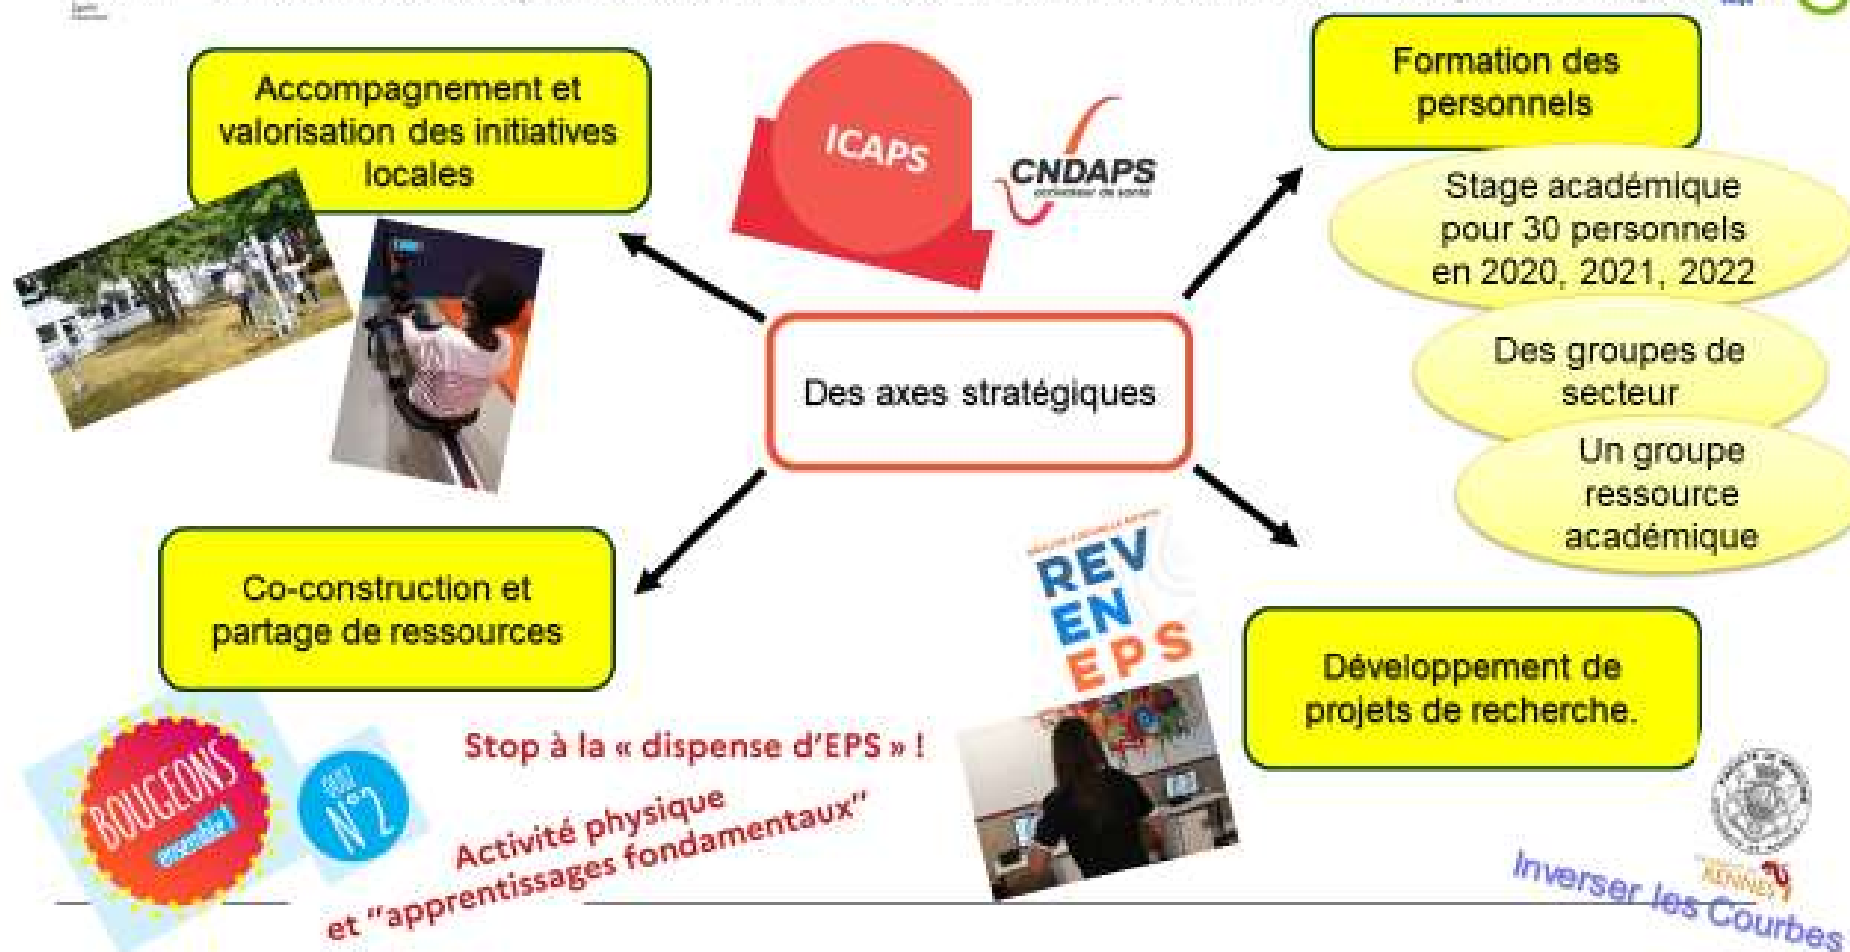 Accompagnement et
valorisation des initiatives
locales
ICAPS
CNDAPS
Formation des
personnels
Stage académique
pour 30 personnels
en 2020, 2021, 2022
Des groupes de
secteur
Un groupe
ressource
académique
Des axes stratégiques
Co-construction et
partage de ressources
REV
EN
EPS
Développement de
projets de recherche.
BOUGEONS
ensemble !
N°2
Stop à la « dispense d'EPS » !
Activité physique
et "apprentissages fondamentaux"
Inverser les Courbes